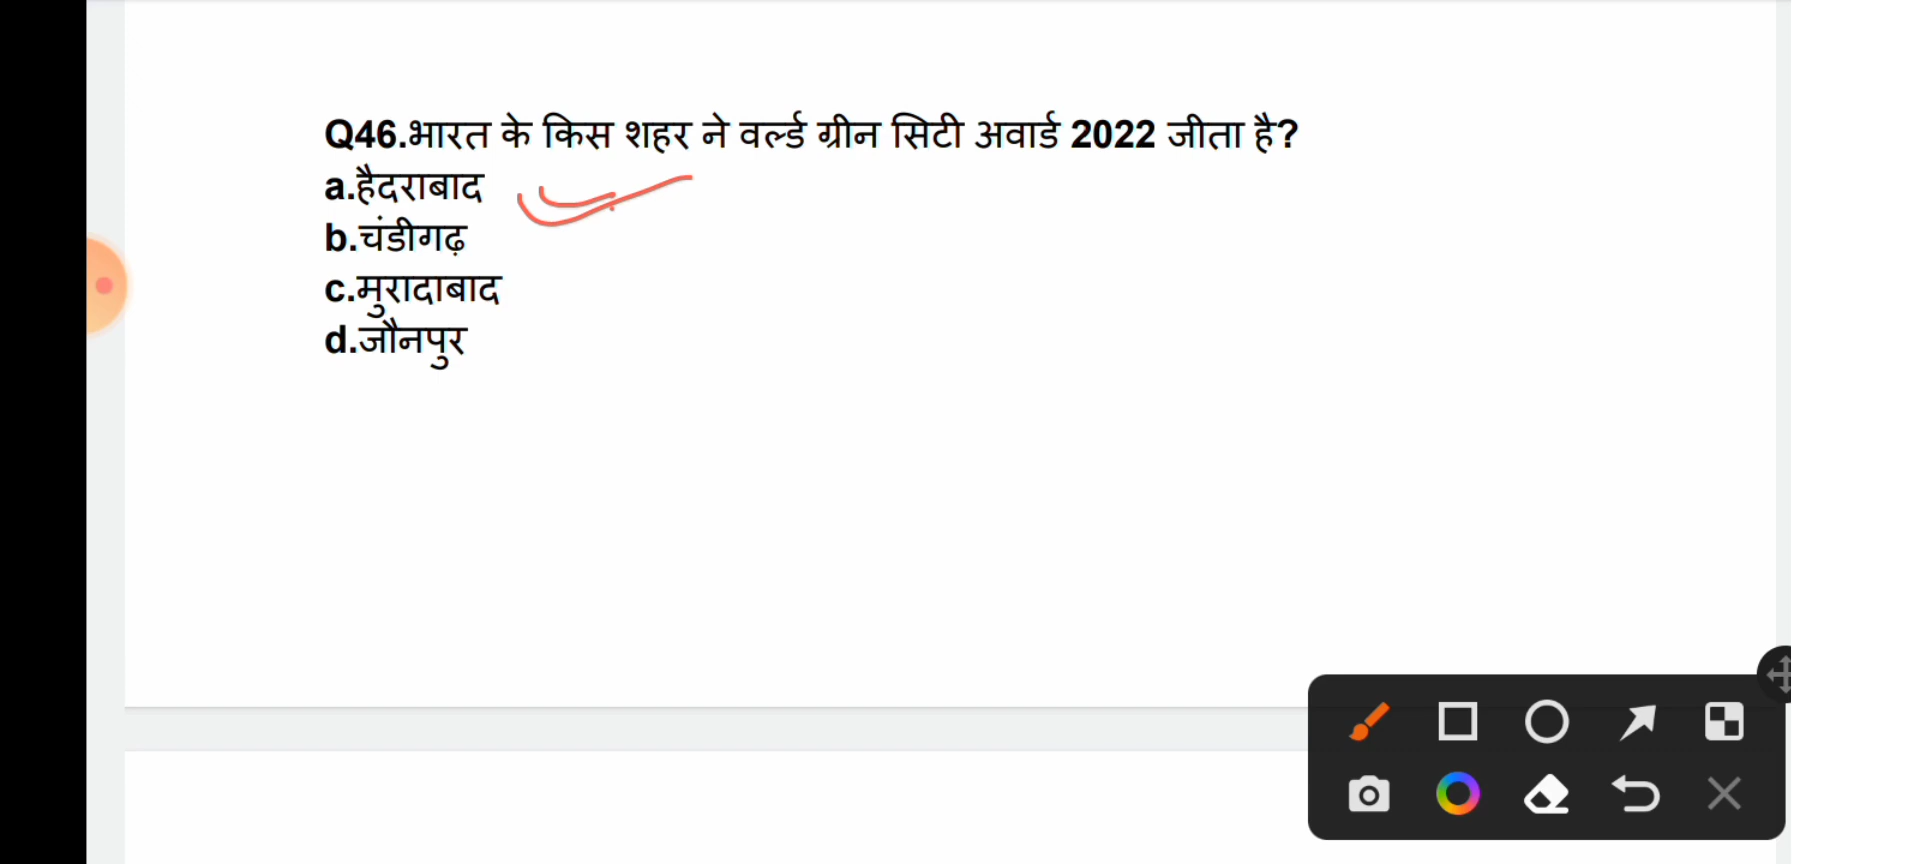 Q46.भारत के किस शहर ने वर्ल्ड ग्रीन सिटी अवार्ड 2022 जीता है?
a.हैदराबाद
b.चंडीगढ़
c.मुरादाबाद
d.जौनपुर